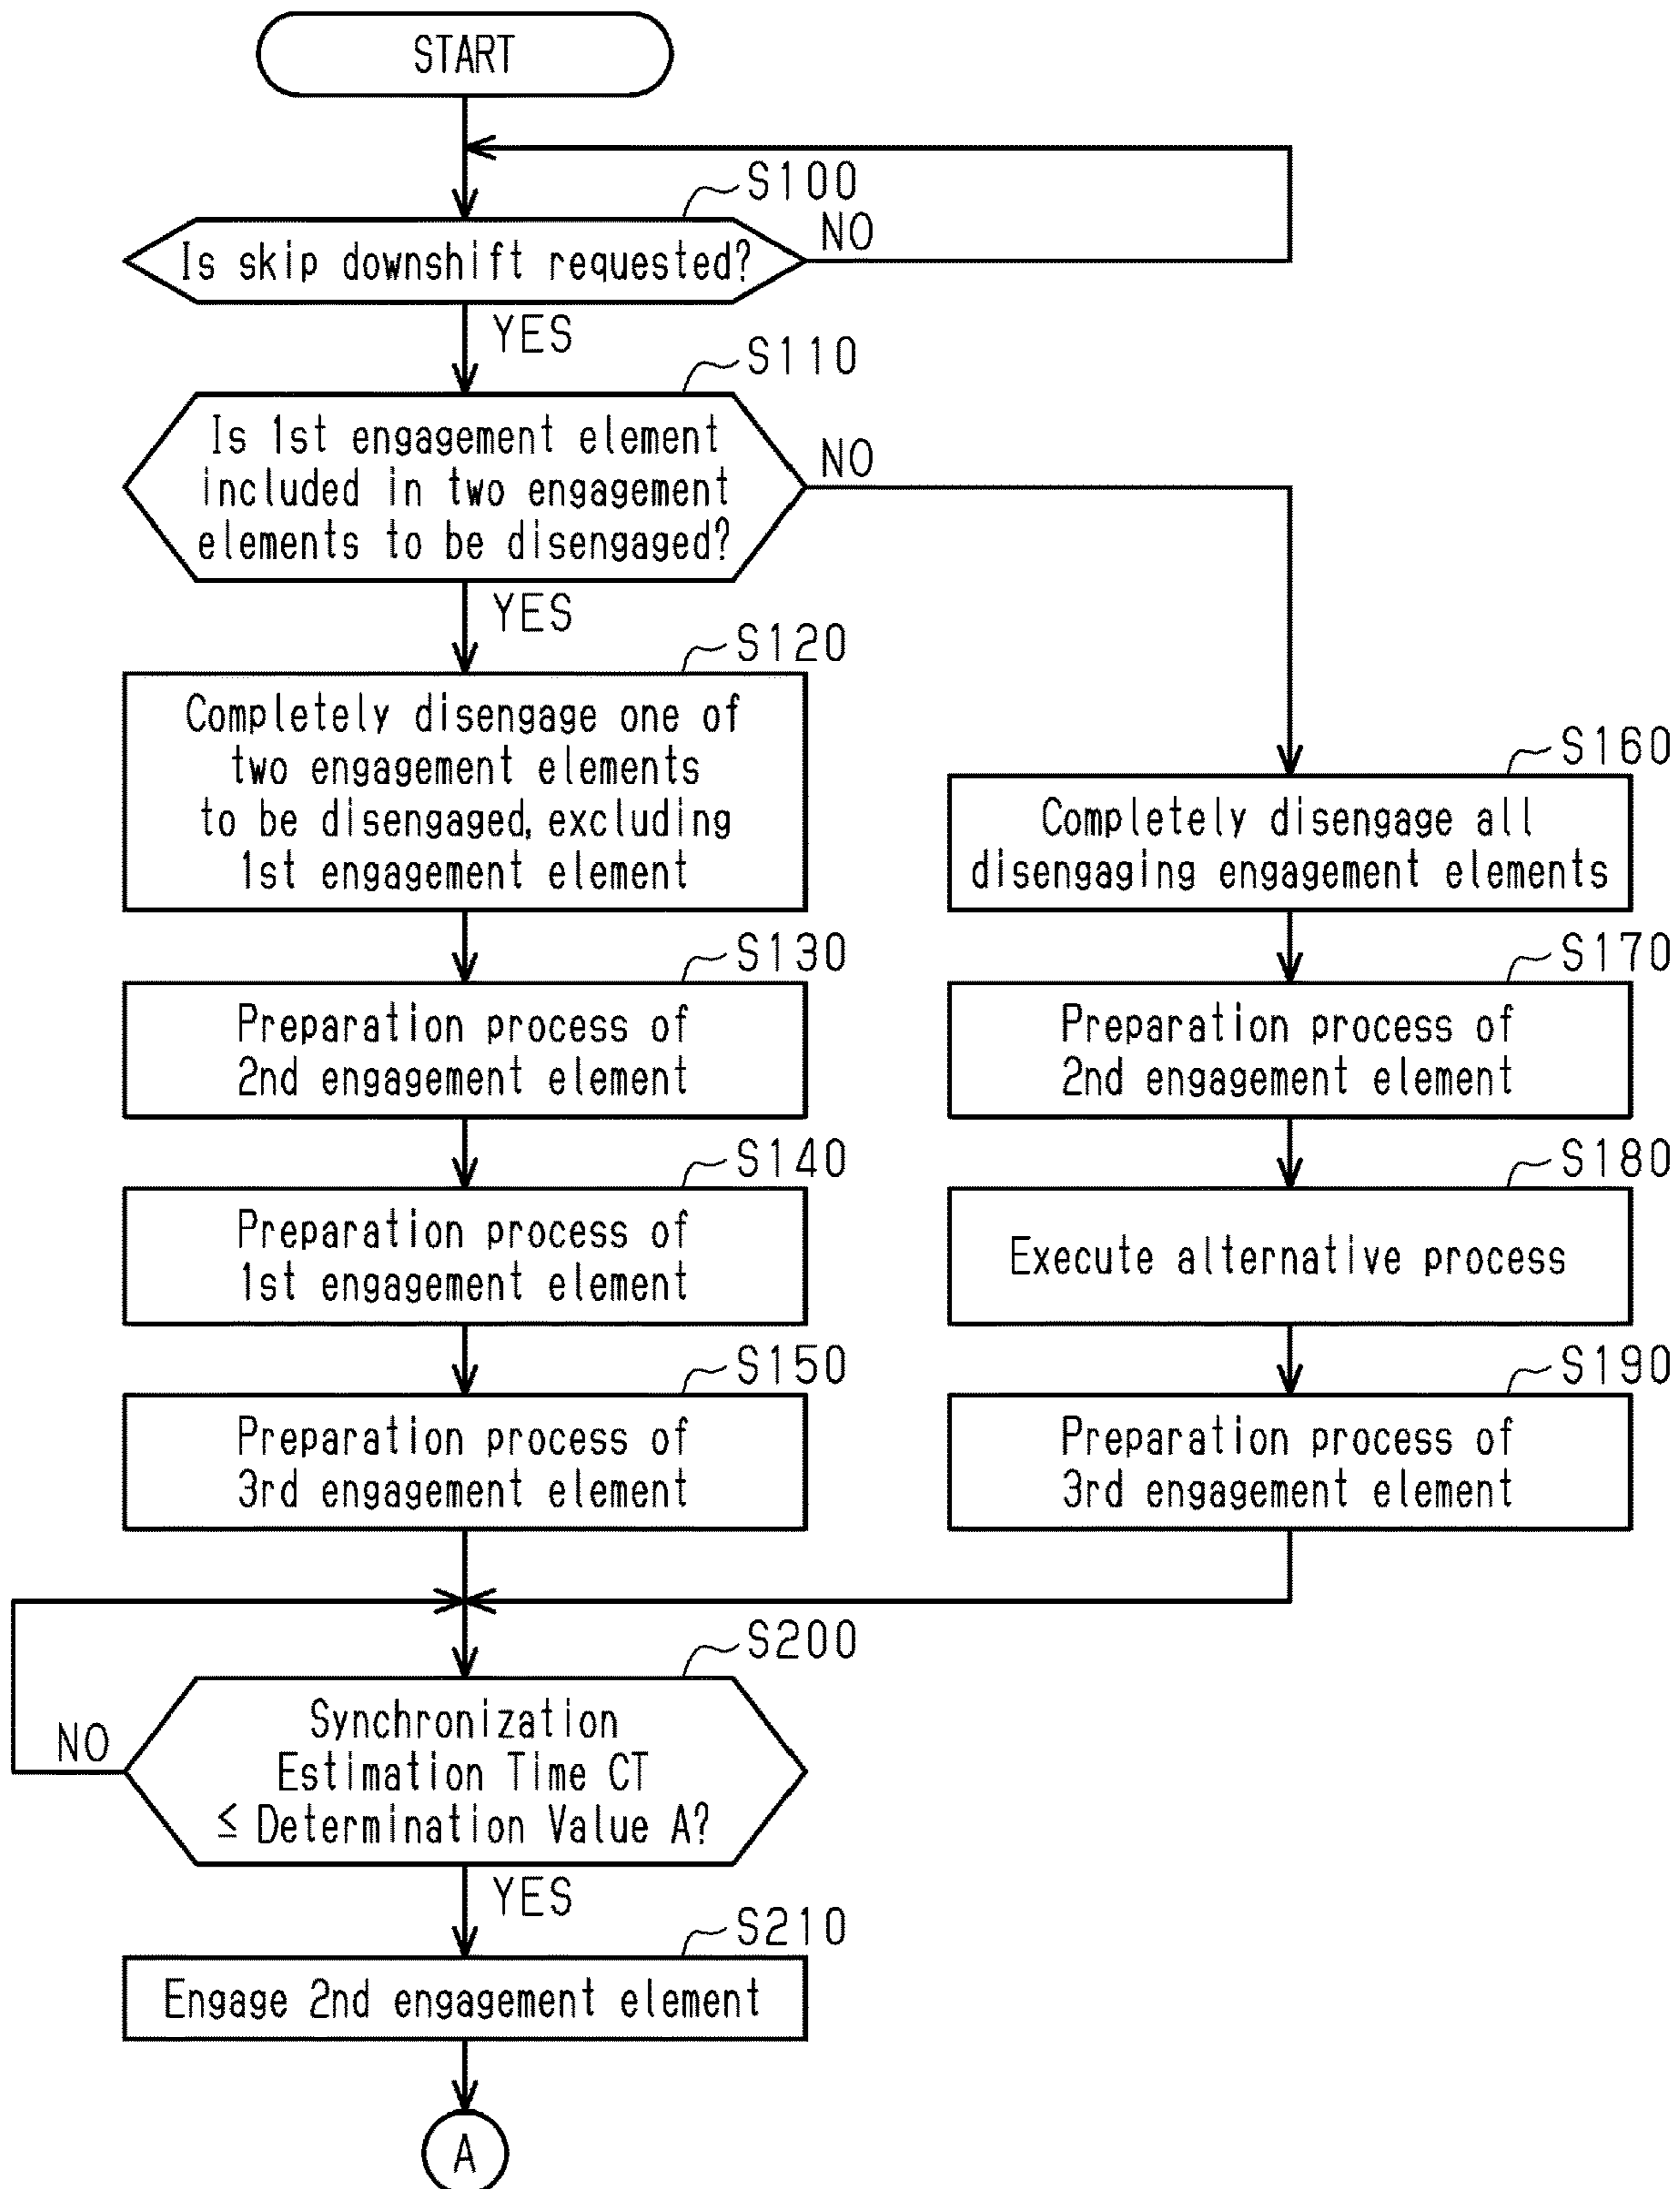 START
S100
Is skip downshift requested?
NO
YES
S110
Is 1st engagement element
included in two engagement
elements to be disengaged?
NO
YES
S120
Completely disengage one of
two engagement elements
to be disengaged, excluding
1st engagement element
S130
Preparation process of
2nd engagement element
S140
Preparation process of
1st engagement element
S150
Preparation process of
3rd engagement element
S160
Completely disengage all
disengaging engagement elements
S170
Preparation process of
2nd engagement element
S180
Execute alternative process
S190
Preparation process of
3rd engagement element
S200
Synchronization
Estimation Time CT
≤ Determination Value A?
NO
YES
S210
Engage 2nd engagement element
A